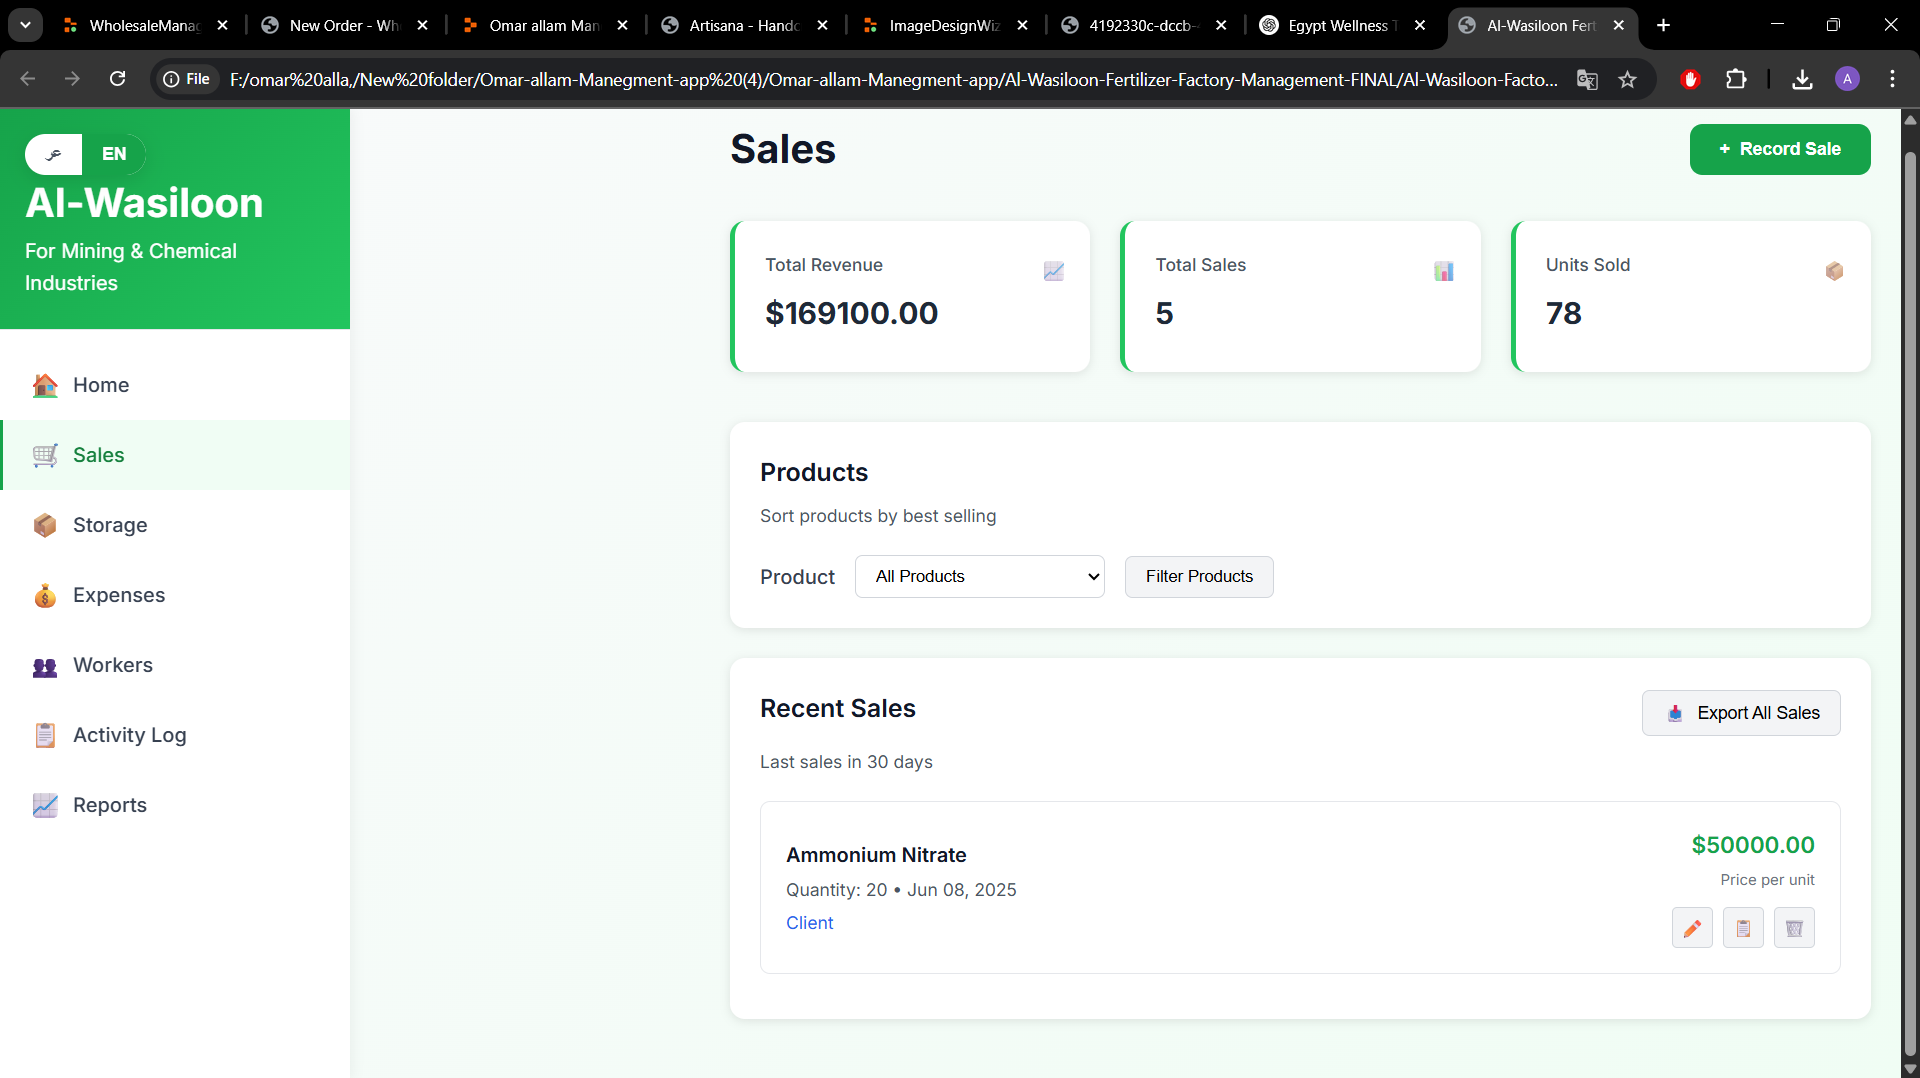 WholesaleManag
New Order - Wh
Omar allam Man
Artisana - Handc
ImageDesignWiz
4192330c-dccb-
Egypt Wellness T
Al-Wasiloon Fert
File
F:/omar%20alla,/New%20folder/Omar-allam-Manegment-app%20(4)/Omar-allam-Manegment-app/Al-Wasiloon-Fertilizer-Factory-Management-FINAL/Al-Wasiloon-Facto...
A
عر
EN
Al-Wasiloon
For Mining & Chemical
Industries
Home
Sales
Storage
Expenses
Workers
Activity Log
Reports
Sales
+ Record Sale
Total Revenue
$169100.00
Total Sales
5
Units Sold
78
Products
Sort products by best selling
Product
All Products
Filter Products
Recent Sales
Export All Sales
Last sales in 30 days
Ammonium Nitrate
Quantity: 20 • Jun 08, 2025
Client
$50000.00
Price per unit